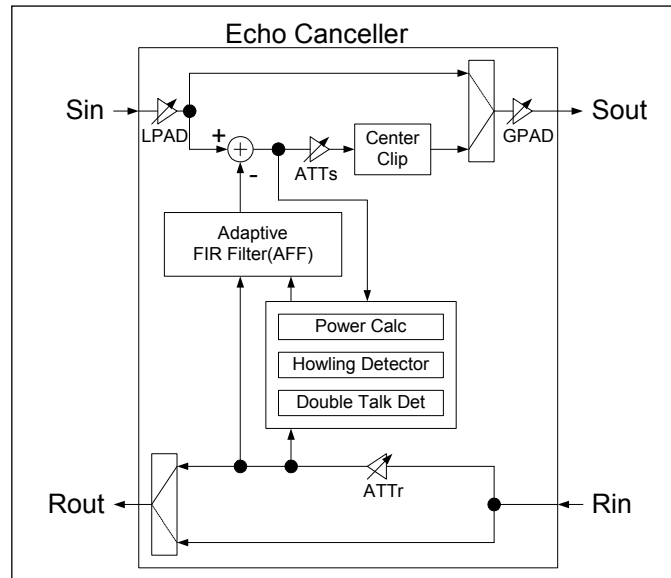 Echo Canceller
Sin
LPAD
+
+
-
ATTs
Center
Clip
GPAD
Sout
Adaptive
FIR Filter(AFF)
Power Calc
Howling Detector
Double Talk Det
Rout
ATTr
Rin